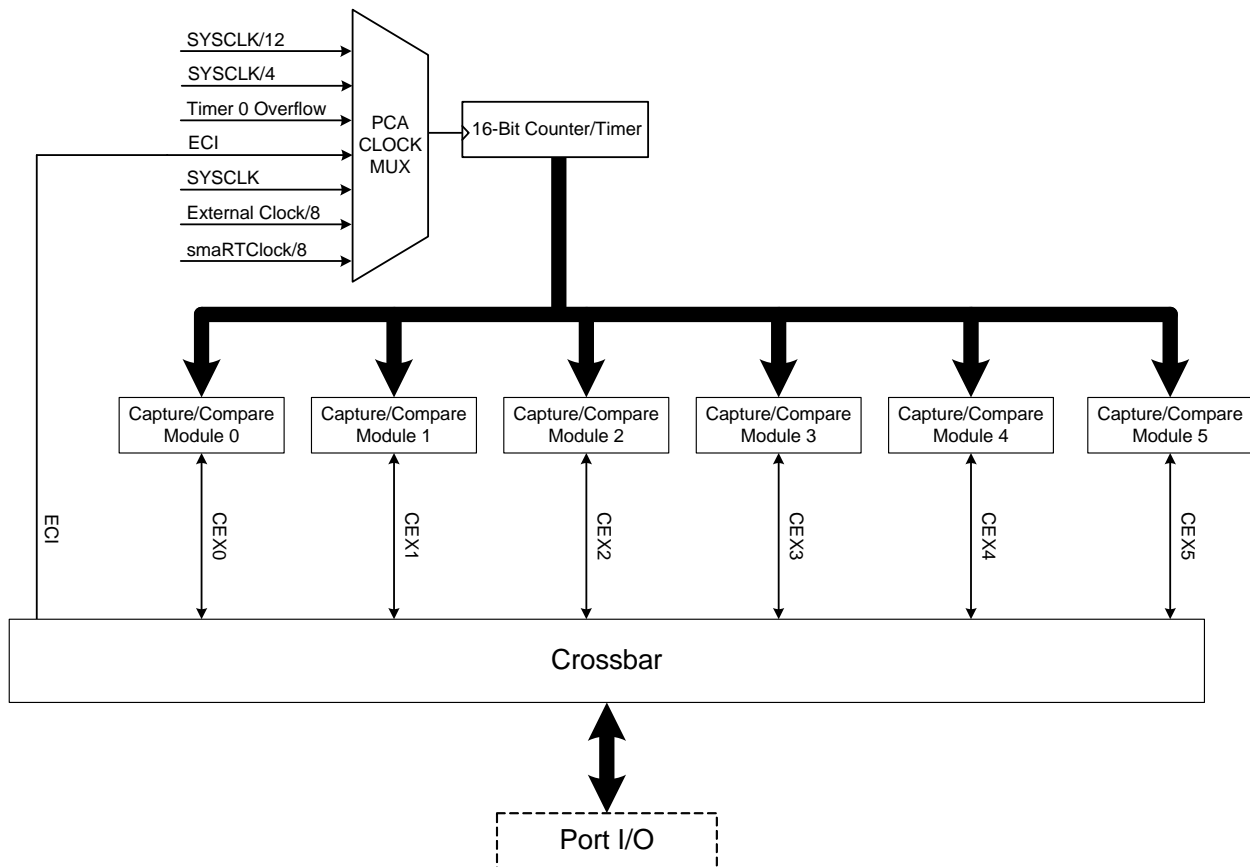 SYSCLK/12
SYSCLK/4
Timer 0 Overflow
ECI
SYSCLK
External Clock/8
smaRTClock/8
PCA
CLOCK
MUX
16-Bit Counter/Timer
Capture/Compare
Module 0
Capture/Compare
Module 1
Capture/Compare
Module 2
Capture/Compare
Module 3
Capture/Compare
Module 4
Capture/Compare
Module 5
ECI
CEX0
CEX1
CEX2
CEX3
CEX4
CEX5
Crossbar
Port I/O